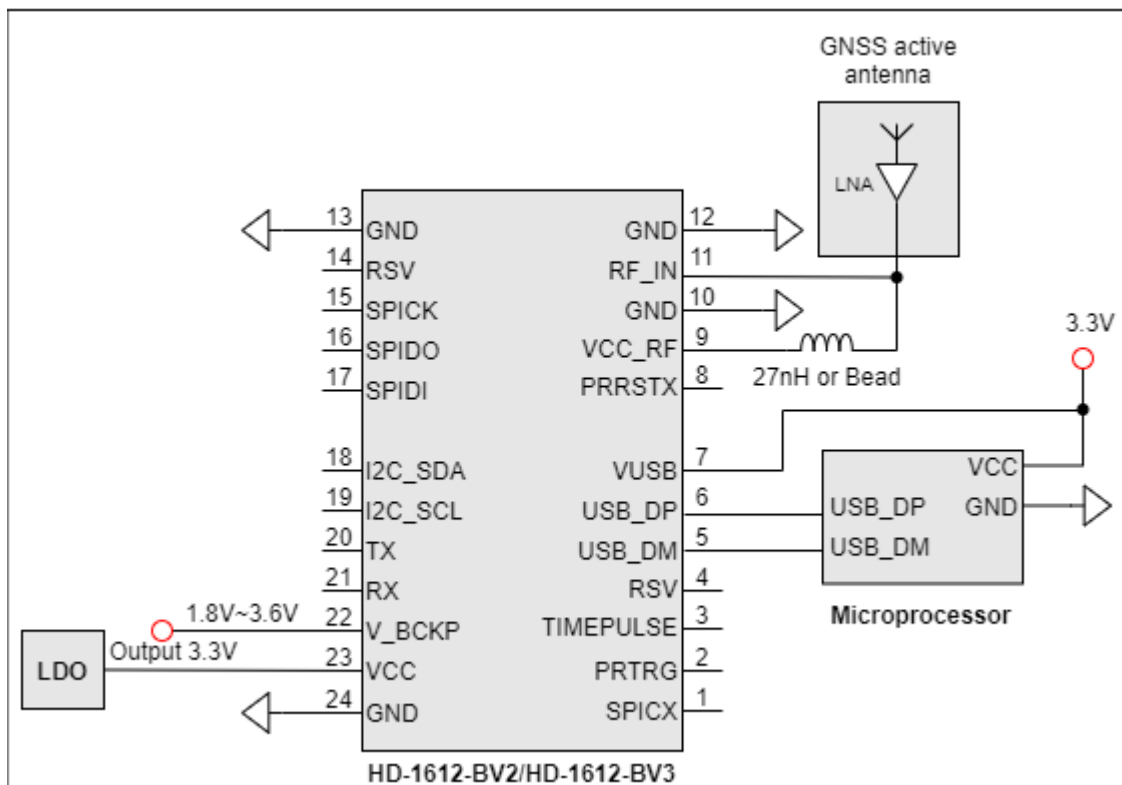 GNSS active
antenna
LNA
13 GND GND 12
14 RSV RF_IN 11
15 SPICK GND 10
16 SPIDO VCC_RF 9
27nH or Bead
17 SPIDI PRRSTX 8
3.3V
18 I2C_SDA VUSB 7
VCC
19 I2C_SCL USB_DP 6
USB_DP GND
20 TX USB_DM 5
USB_DM
21 RX RSV 4
Microprocessor
1.8V~3.6V
22 V_BCKP TIMEPULSE 3
LDO
Output 3.3V
23 VCC PRTRG 2
24 GND SPICX 1
HD-1612-BV2/HD-1612-BV3